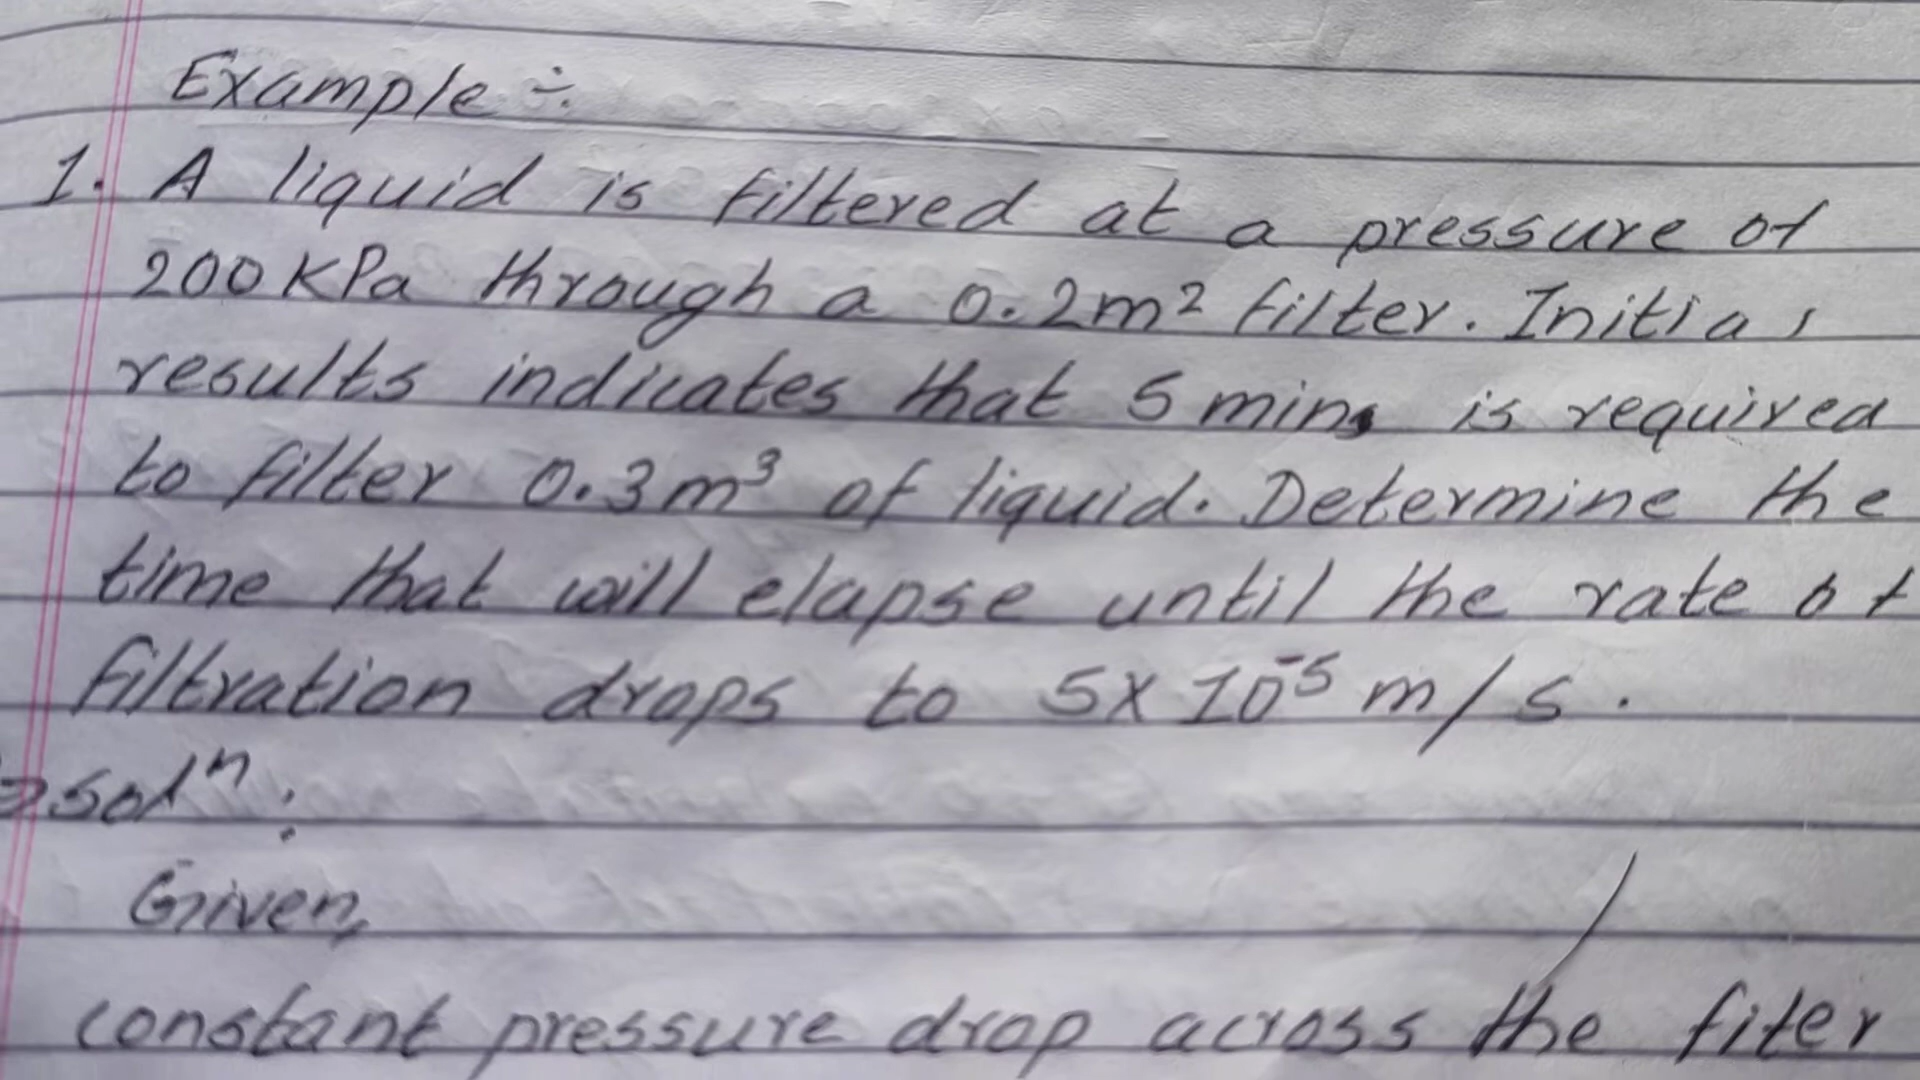 Example ÷
1. A liquid is filtered at a pressure of
200 KPa through a 0.2m² filter. Initial
results indicates that 5 min, is required
to filter 0.3m³ of liquid. Determine the
time that will elapse until the rate of
filtration drops to 5x10⁻⁵ m/s.
⇒solⁿ:
Given,
constant pressure drop across the fiter